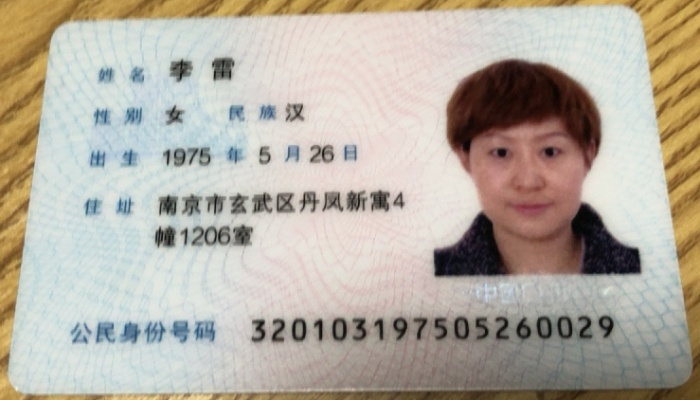 姓名 李雷
性别 女 民族 汉
出生 1975 年 5 月 26 日
住址 南京市玄武区丹凤新寓4
幢1206室
公民身份号码 320103197505260029